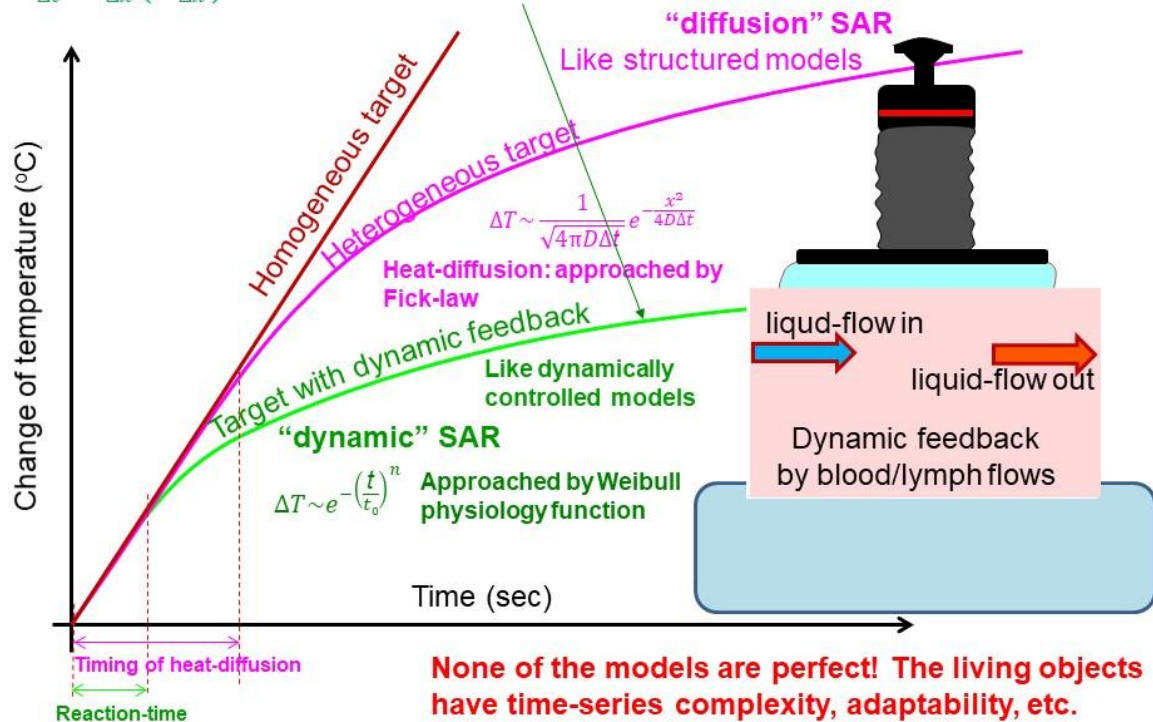 “diffusion” SAR
Like structured models
Change of temperature (°C)
Homogeneous target
Heterogeneous target
ΔT~ 1/√(4πDΔt) e^(-x²/(4DΔt))
Heat-diffusion: approached by
Fick-law
Target with dynamic feedback
Like dynamically
controlled models
“dynamic” SAR
ΔT~e^(-(t/t₀)^n)
Approached by Weibull
physiology function
liqud-flow in
liquid-flow out
Dynamic feedback
by blood/lymph flows
Time (sec)
Timing of heat-diffusion
Reaction-time
None of the models are perfect! The living objects
have time-series complexity, adaptability, etc.